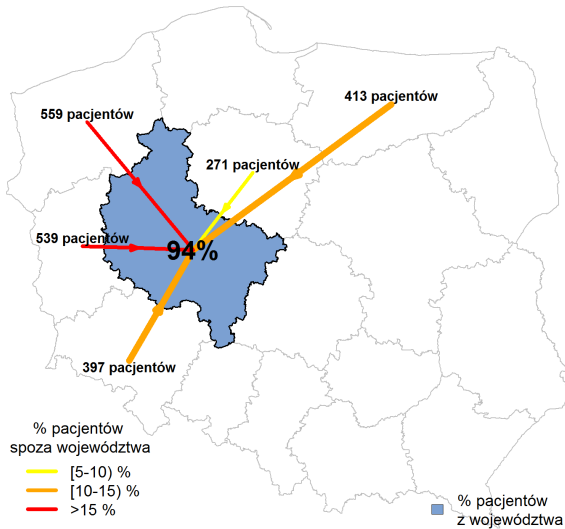 413 pacjentów
559 pacjentów
271 pacjentów
539 pacjentów
94%
397 pacjentów
% pacjentów
spoza województwa
[5-10) %
[10-15) %
>15 %
% pacjentów
z województwa